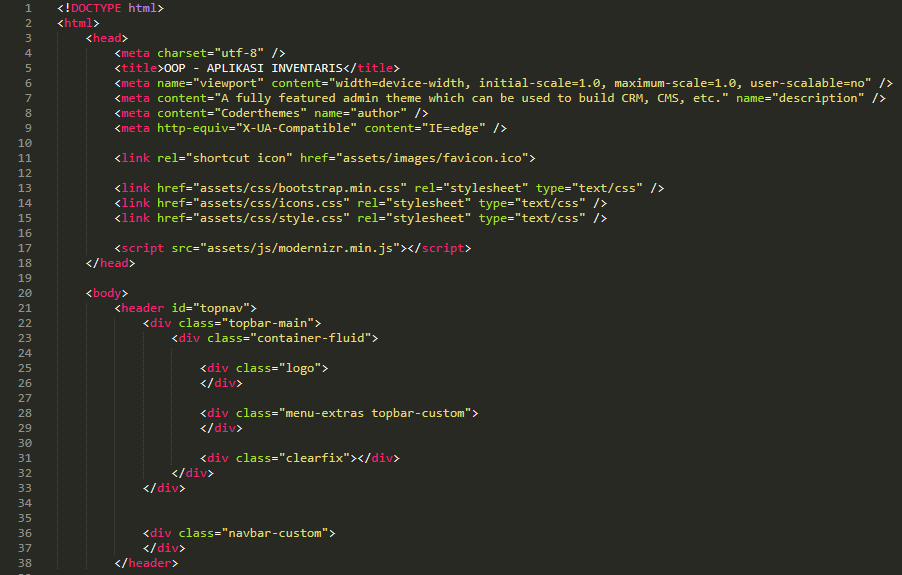 1 <!DOCTYPE html>
2 <html>
3 <head>
4 <meta charset="utf-8" />
5 <title>OOP - APLIKASI INVENTARIS</title>
6 <meta name="viewport" content="width=device-width, initial-scale=1.0, maximum-scale=1.0, user-scalable=no" />
7 <meta content="A fully featured admin theme which can be used to build CRM, CMS, etc." name="description" />
8 <meta content="Coderthemes" name="author" />
9 <meta http-equiv="X-UA-Compatible" content="IE=edge" />
10
11 <link rel="shortcut icon" href="assets/images/favicon.ico">
12
13 <link href="assets/css/bootstrap.min.css" rel="stylesheet" type="text/css" />
14 <link href="assets/css/icons.css" rel="stylesheet" type="text/css" />
15 <link href="assets/css/style.css" rel="stylesheet" type="text/css" />
16
17 <script src="assets/js/modernizr.min.js"></script>
18 </head>
19
20 <body>
21 <header id="topnav">
22 <div class="topbar-main">
23 <div class="container-fluid">
24
25 <div class="logo">
26 </div>
27
28 <div class="menu-extras topbar-custom">
29 </div>
30
31 <div class="clearfix"></div>
32 </div>
33 </div>
34
35
36 <div class="navbar-custom">
37 </div>
38 </header>